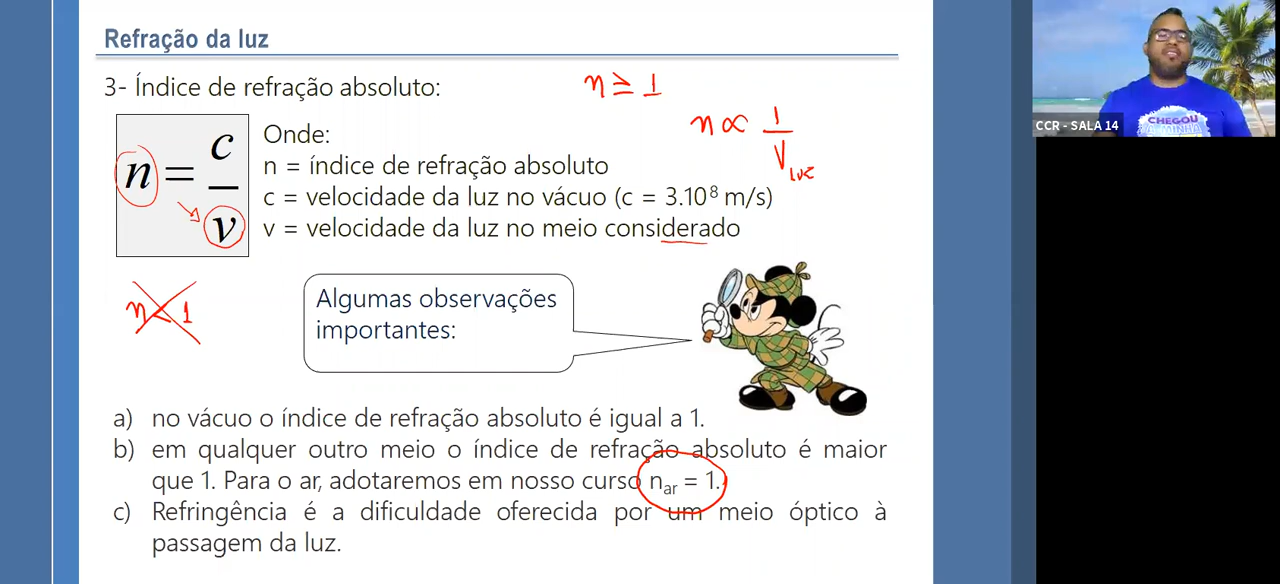 Refração da luz
3- Índice de refração absoluto:
n ≥ 1
n ∝ 1/V luz
n = c/v
Onde:
n = índice de refração absoluto
c = velocidade da luz no vácuo (c = 3.10⁸ m/s)
v = velocidade da luz no meio considerado
n < 1
Algumas observações
importantes:
a) no vácuo o índice de refração absoluto é igual a 1.
b) em qualquer outro meio o índice de refração absoluto é maior
que 1. Para o ar, adotaremos em nosso curso n_ar = 1.
c) Refringência é a dificuldade oferecida por um meio óptico à
passagem da luz.
CHEGOU
MINHA
CCR - SALA 14